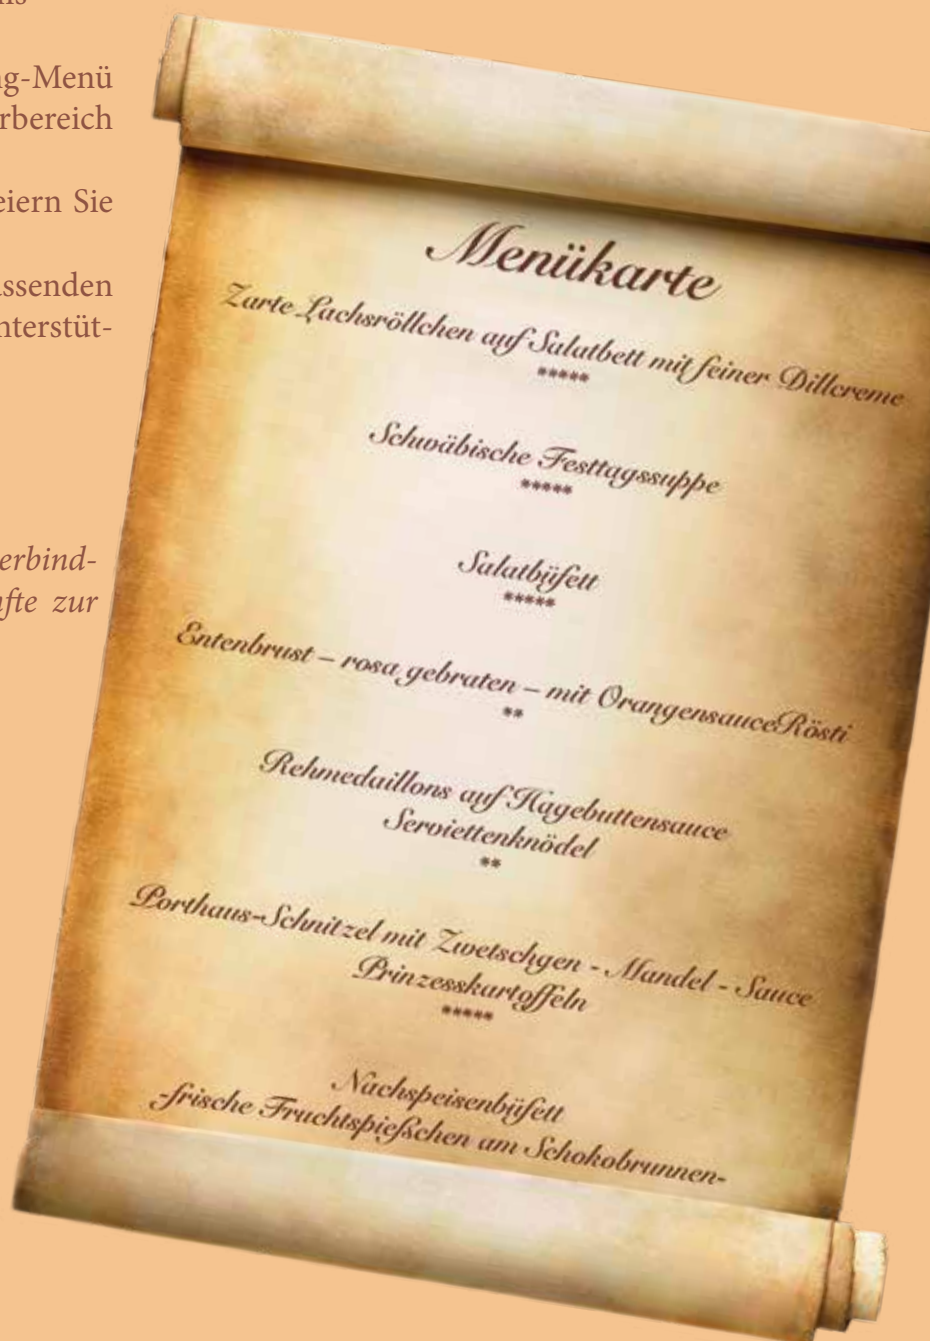 ng-Menü
rbereich
eiern Sie
assenden
nterstüt-
erbind-
fte zur
Menükarte
Zarte Lachsröllchen auf Salatbett mit feiner Dillcreme
*****
Schwäbische Festtagssuppe
*****
Salatbüfett
*****
Entenbrust – rosa gebraten – mit OrangensauceRösti
**
Rehmedaillons auf Hagebuttensauce
Serviettenknödel
**
Porthaus-Schnitzel mit Zwetschgen - Mandel - Sauce
Prinzesskartoffeln
*****
Nachspeisenbüfett
-frische Fruchtspießchen am Schokobrunnen-